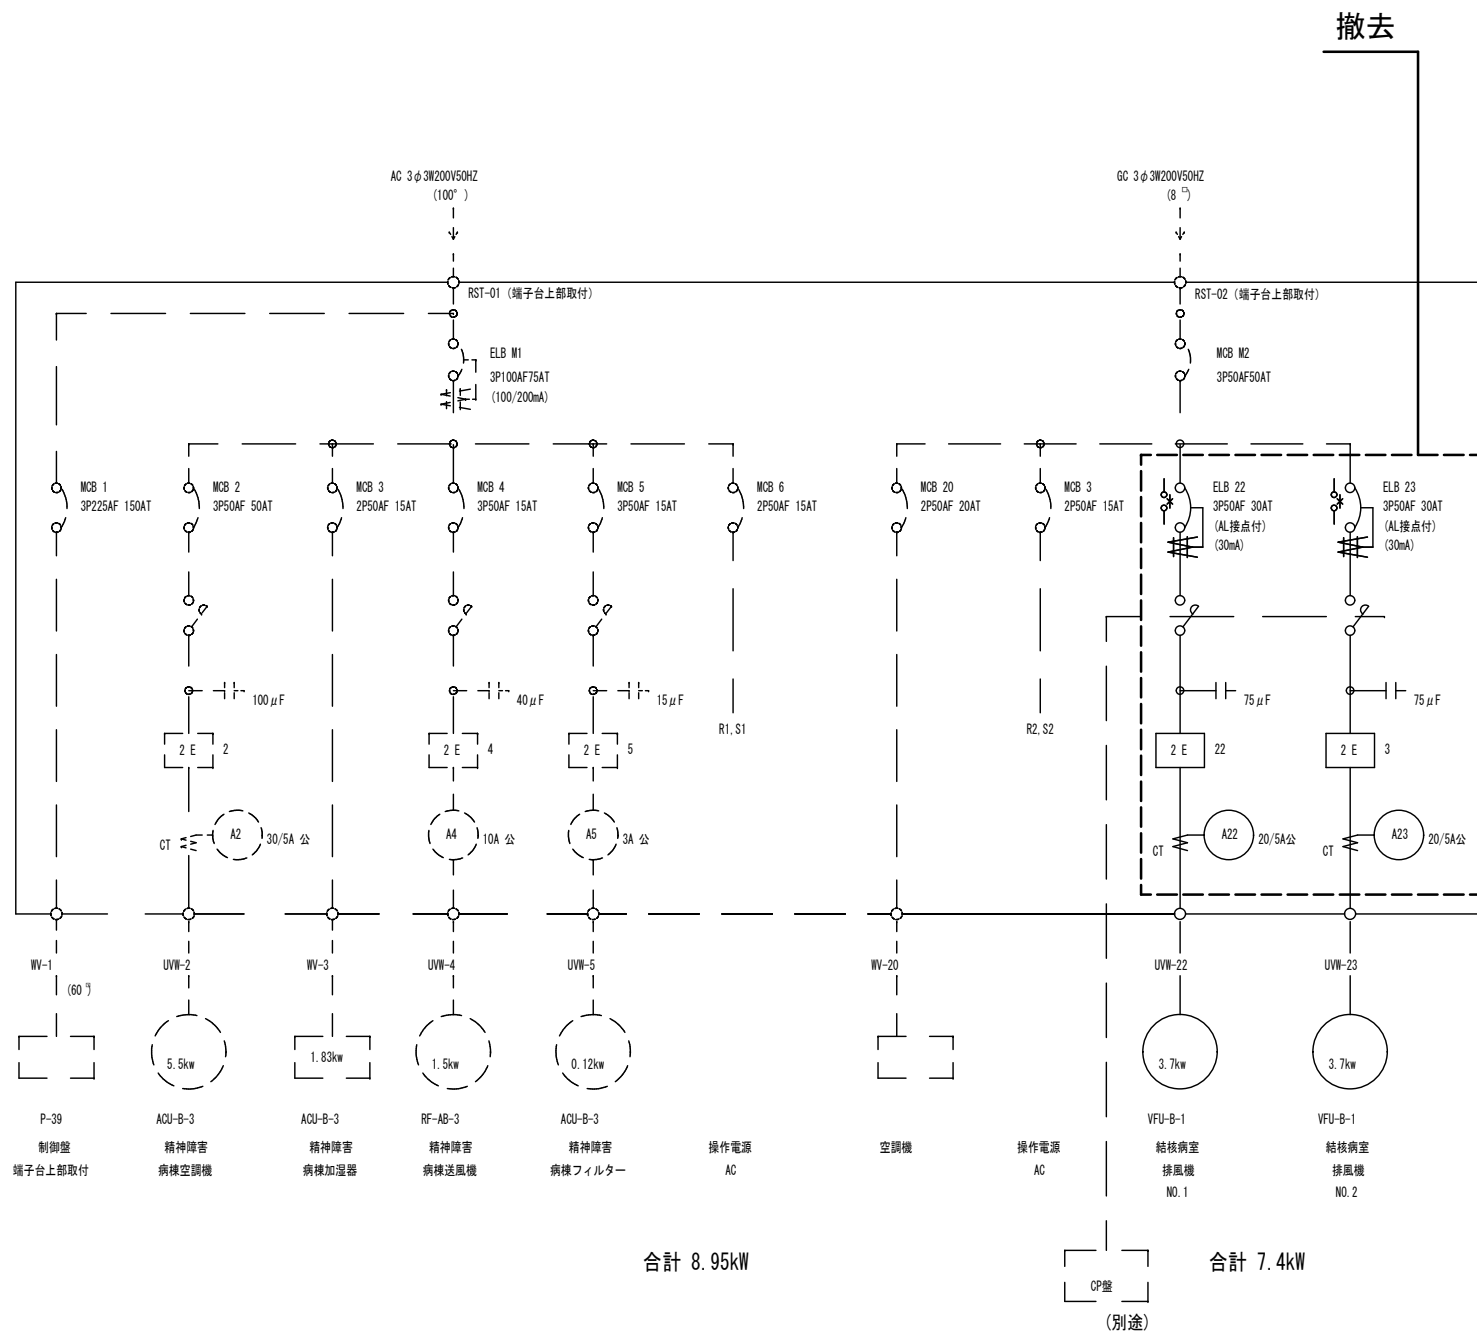 撤去
AC 3φ3W200V50HZ
(100°)
GC 3φ3W200V50HZ
(8 □)
RST-01 (端子台上部取付)
RST-02 (端子台上部取付)
ELB M1
3P100AF75AT
(100/200mA)
MCB M2
3P50AF50AT
MCB 1
3P225AF 150AT
MCB 2
3P50AF 50AT
MCB 3
2P50AF 15AT
MCB 4
3P50AF 15AT
MCB 5
3P50AF 15AT
MCB 6
2P50AF 15AT
MCB 20
2P50AF 20AT
MCB 3
2P50AF 15AT
ELB 22
3P50AF 30AT
(AL接点付)
(30mA)
ELB 23
3P50AF 30AT
(AL接点付)
(30mA)
100μF
40μF
15μF
75μF
75μF
R1,S1
R2,S2
2 E 2
2 E 4
2 E 5
2 E 22
2 E 3
CT A2 30/5A 公
A4 10A 公
A5 3A 公
CT A22 20/5A公
CT A23 20/5A公
WV-1
(60 □)
UVW-2
WV-3
UVW-4
UVW-5
WV-20
UVW-22
UVW-23
5.5kw
1.83kw
1.5kw
0.12kw
3.7kw
3.7kw
P-39
制御盤
端子台上部取付
ACU-B-3
精神障害
病棟空調機
ACU-B-3
精神障害
病棟加湿器
RF-AB-3
精神障害
病棟送風機
ACU-B-3
精神障害
病棟フィルター
操作電源
AC
空調機
操作電源
AC
VFU-B-1
結核病室
排風機
NO.1
VFU-B-1
結核病室
排風機
NO.2
合計 8.95kW
合計 7.4kW
CP盤
(別途)